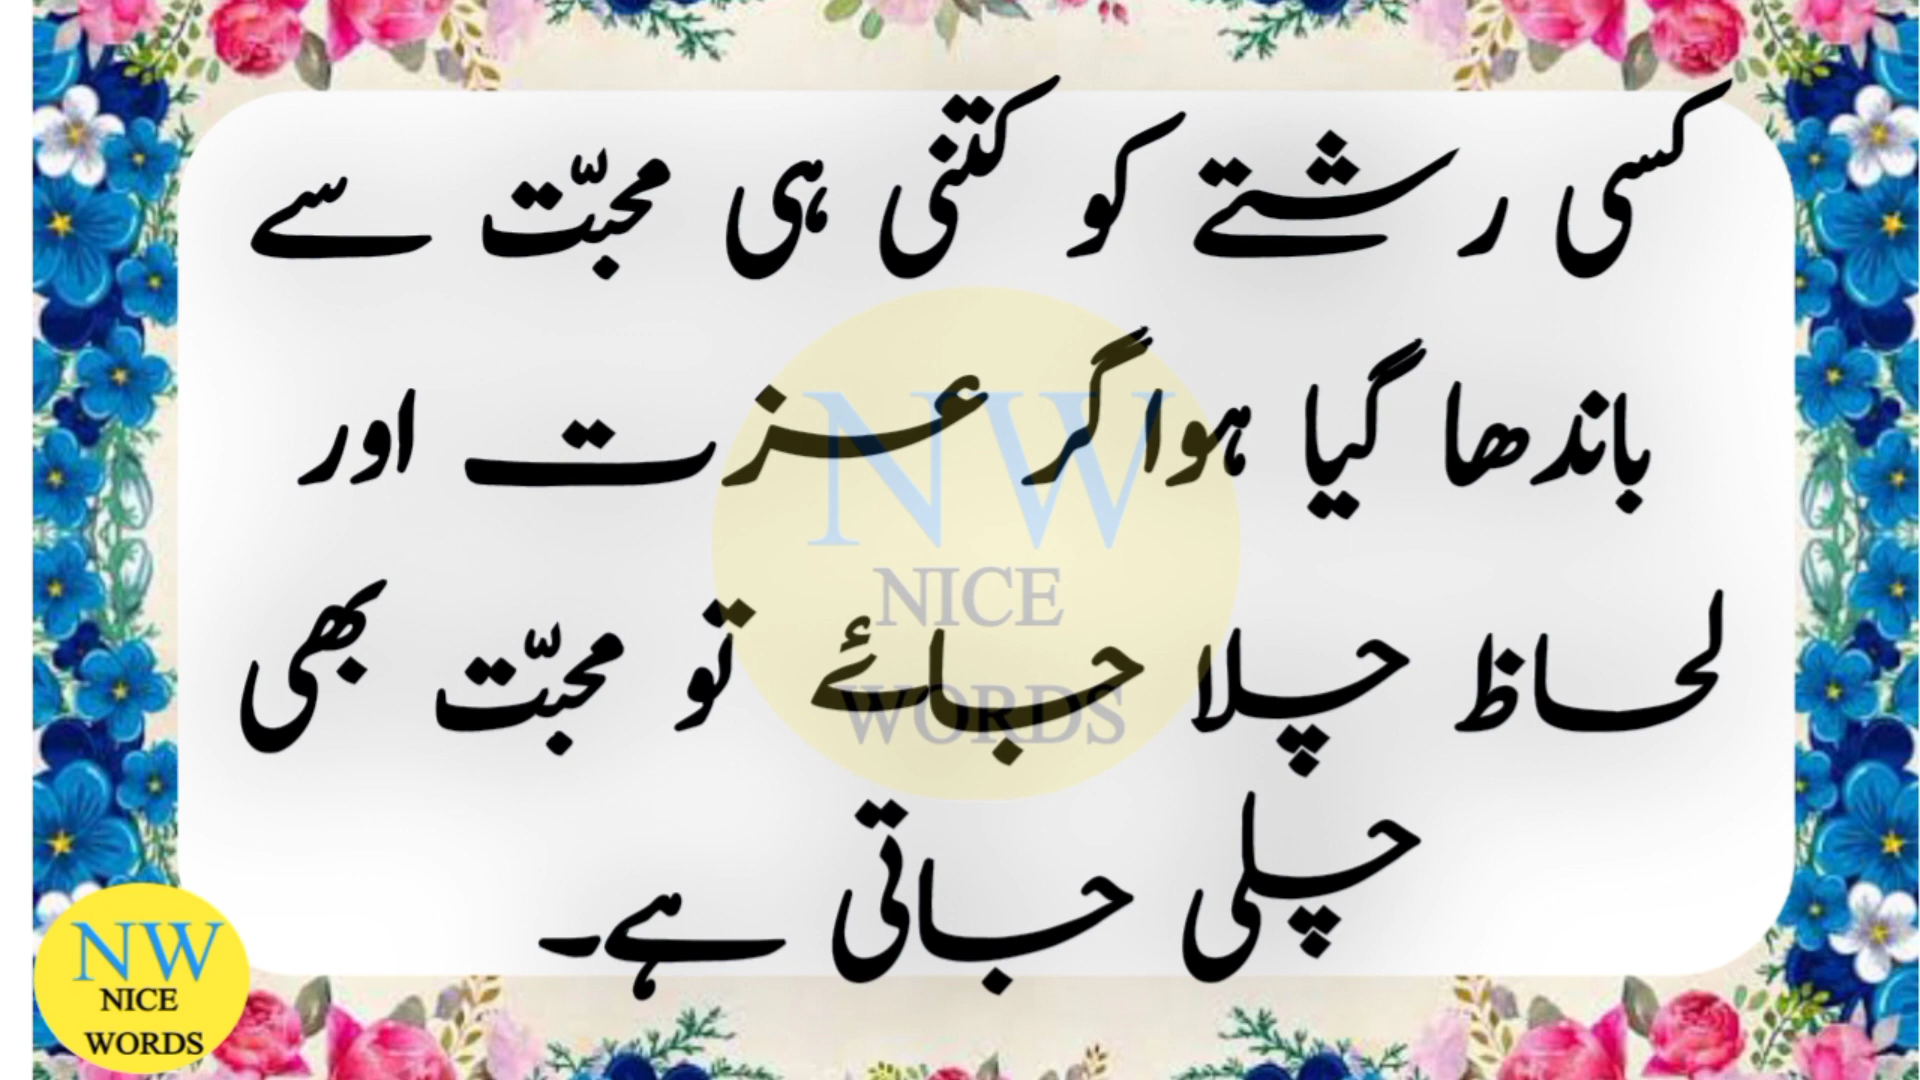 کسی رشتے کو کتنی ہی محبّت سے
باندھا گیا ہو اگر عزت اور
لحاظ چلا جائے تو محبّت بھی
چلی جاتی ہے۔
NW
NICE
WORDS
NW
NICE
WORDS